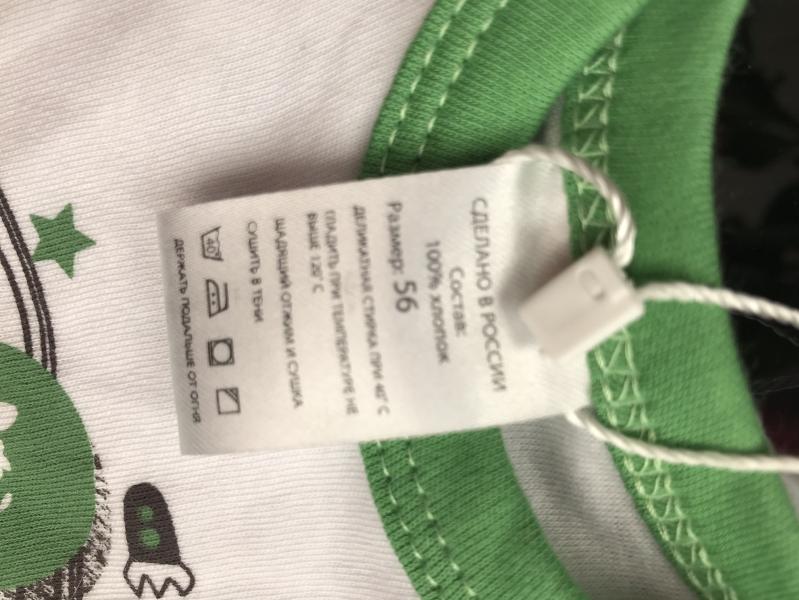 СДЕЛАНО В РОССИИ
Состав:
100% хлопок
Размер: 56
ДЕЛИКАТНАЯ СТИРКА ПРИ 40°С
ГЛАДИТЬ ПРИ ТЕМПЕРАТУРЕ НЕ
ВЫШЕ 120°С
ЩАДЯЩИЙ ОТЖИМ И СУШКА
СУШИТЬ В ТЕНИ
40°
ДЕРЖАТЬ ПОДАЛЬШЕ ОТ ОГНЯ